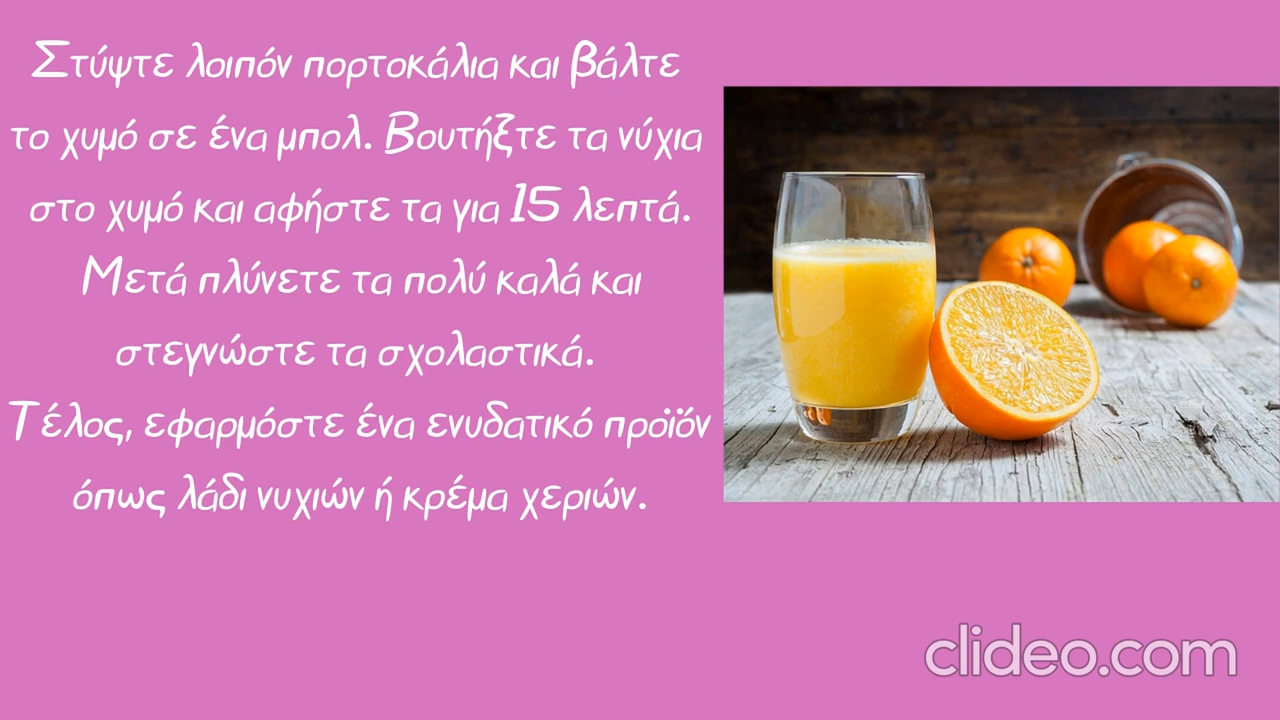 Στύψτε λοιπόν πορτοκάλια και βάλτε
το χυμό σε ένα μπολ. Βουτήξτε τα νύχια
στο χυμό και αφήστε τα για 15 λεπτά.
Μετά πλύνετε τα πολύ καλά και
στεγνώστε τα σχολαστικά.
Τέλος, εφαρμόστε ένα ενυδατικό προϊϊόν
όπως λάδι νυχιών ή κρέμα χεριών.
clideo.com